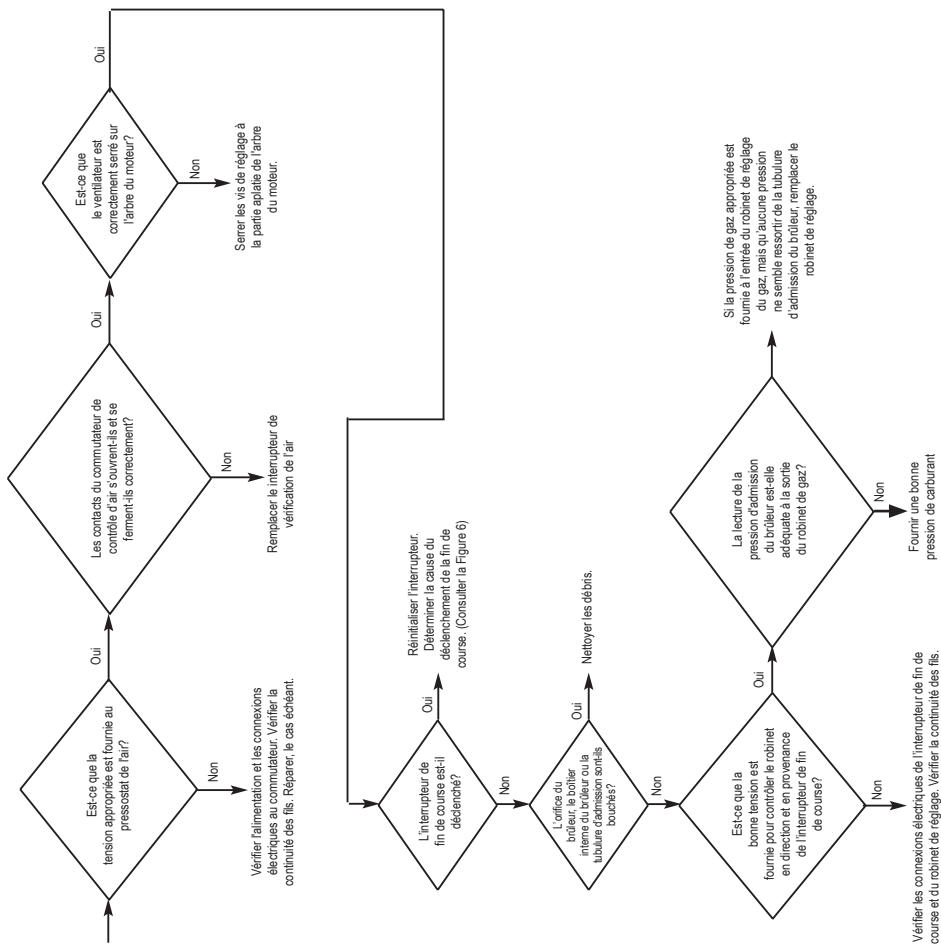 Est-ce que la
tension appropriée est fournie au
pressostat de l'air?
Non
Vérifier l'alimentation et les connexions
électriques au commutateur. Vérifier la
continuité des fils. Réparer, le cas échéant.
Oui
Les contacts du commutateur de
contrôle d'air s'ouvrent-ils et se
ferment-ils correctement?
Non
Remplacer le interrupteur de
vérification de l'air
Oui
Est-ce que
le ventilateur est
correctement serré sur
l'arbre du moteur?
Non
Serrer les vis de réglage à
la partie aplatie de l'arbre
du moteur.
Oui
L'interrupteur de
fin de course est-il
déclenché?
Oui
Réinitialiser l'interrupteur.
Déterminer la cause du
déclenchement de la fin de
course. (Consulter la Figure 6)
Non
L'orifice du
brûleur, le boîtier
interne du brûleur ou la
tubulure d'admission sont-ils
bouchés?
Oui
Nettoyer les débris.
Non
Est-ce que la
bonne tension est
fournie pour contrôler le robinet
en direction et en provenance
de l'interrupteur de fin
de course?
Non
Vérifier les connexions électriques de l'interrupteur de fin de
course et du robinet de réglage. Vérifier la continuité des fils.
Oui
La lecture de la
pression d'admission
du brûleur est-elle
adéquate à la sortie
du robinet de gaz?
Non
Fournir une bonne
pression de carburant
Si la pression de gaz appropriée est
fournie à l'entrée du robinet de réglage
du gaz, mais qu'aucune pression
ne semble ressortir de la tubulure
d'admission du brûleur, remplacer le
robinet de réglage.